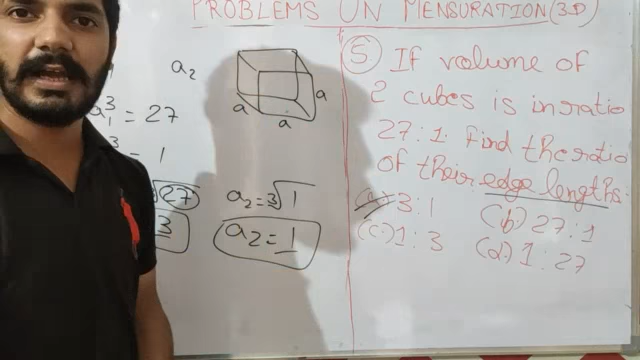 PROBLEMS ON MENSURATION (3D)
a2
a a a
a₁³ = 27
³ = 1
√27
3
a2 = 3√1
a2 = 1
(5) If volume of
2 cubes is in ratio
27 : 1 find the ratio
of their edge lengths.
(a) 3 : 1
(b) 27 : 1
(c) 1 : 3
(d) 1 : 27